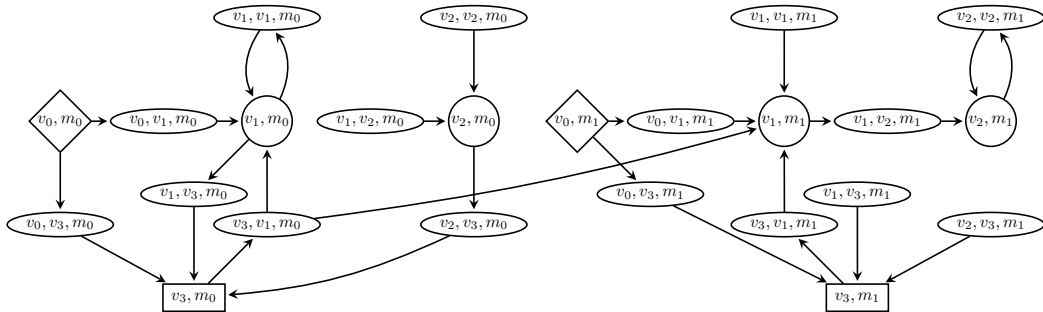 v₁, v₁, m₀
v₂, v₂, m₀
v₁, v₁, m₁
v₂, v₂, m₁
v₀, m₀
v₀, v₁, m₀
v₁, m₀
v₁, v₂, m₀
v₂, m₀
v₀, m₁
v₀, v₁, m₁
v₁, m₁
v₁, v₂, m₁
v₂, m₁
v₁, v₃, m₀
v₀, v₃, m₁
v₁, v₃, m₁
v₀, v₃, m₀
v₃, v₁, m₀
v₂, v₃, m₀
v₃, v₁, m₁
v₂, v₃, m₁
v₃, m₀
v₃, m₁